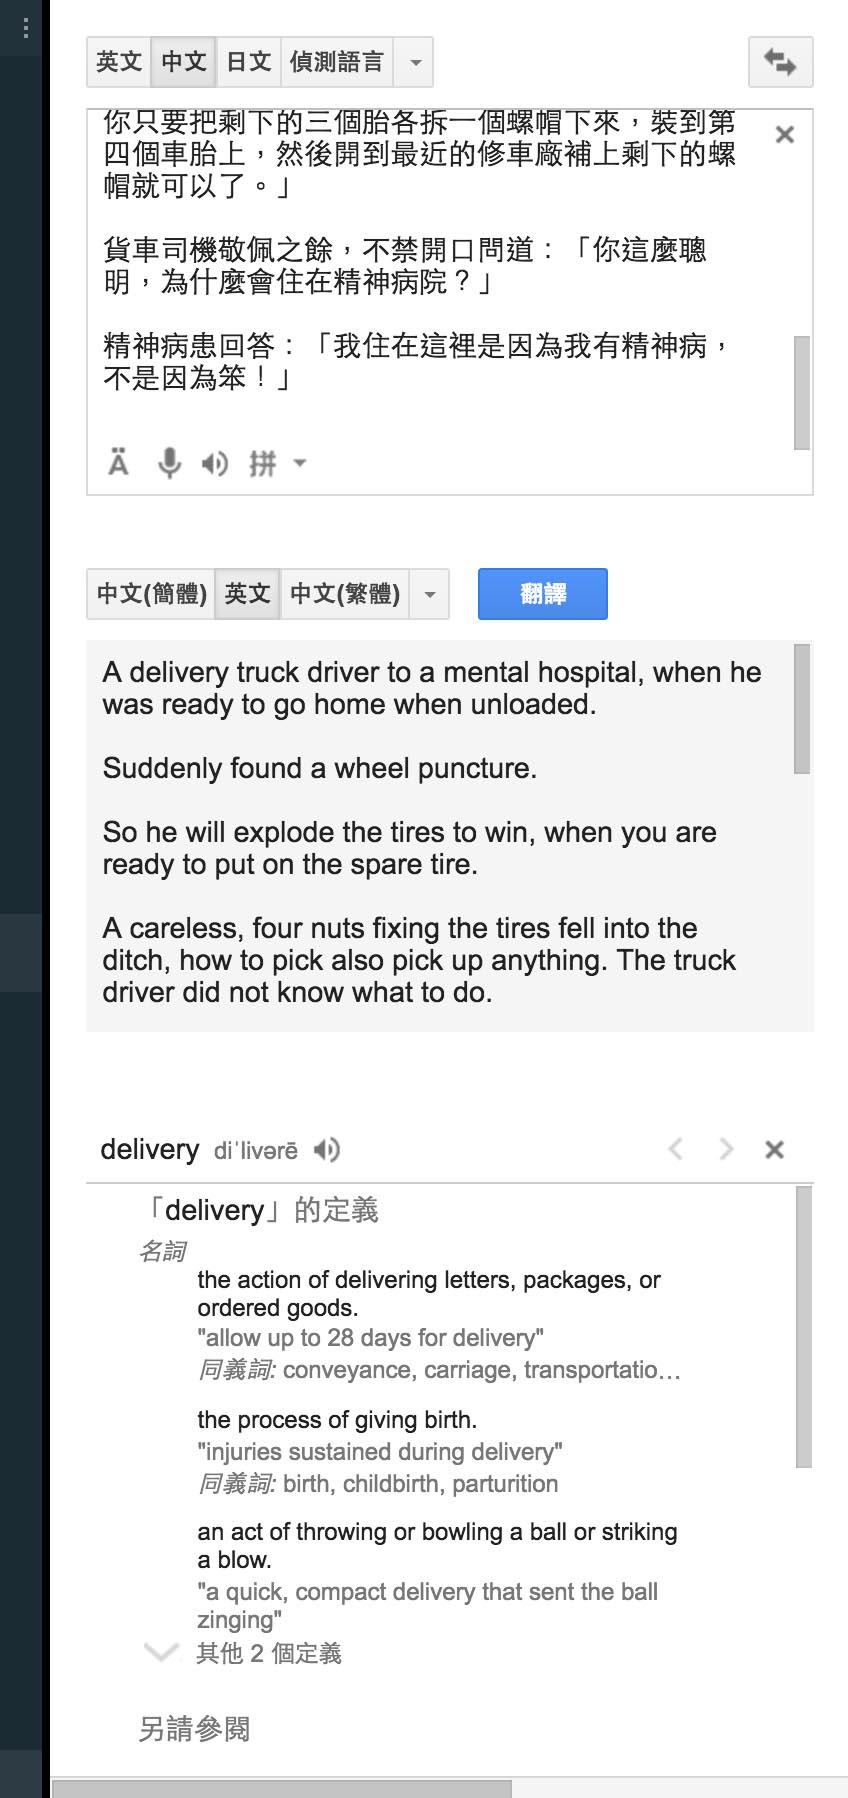 英文 中文 日文 偵測語言
你只要把剩下的三個胎各拆一個螺帽下來，裝到第
四個車胎上，然後開到最近的修車廠補上剩下的螺
帽就可以了。」
貨車司機敬佩之餘，不禁開口問道：「你這麼聰
明，為什麼會住在精神病院？」
精神病患回答：「我住在這裡是因為我有精神病，
不是因為笨！」
Ä 拼
中文(簡體) 英文 中文(繁體) 翻譯
A delivery truck driver to a mental hospital, when he
was ready to go home when unloaded.
Suddenly found a wheel puncture.
So he will explode the tires to win, when you are
ready to put on the spare tire.
A careless, four nuts fixing the tires fell into the
ditch, how to pick also pick up anything. The truck
driver did not know what to do.
delivery diˈlivərē
「delivery」的定義
名詞
the action of delivering letters, packages, or
ordered goods.
"allow up to 28 days for delivery"
同義詞: conveyance, carriage, transportatio...
the process of giving birth.
"injuries sustained during delivery"
同義詞: birth, childbirth, parturition
an act of throwing or bowling a ball or striking
a blow.
"a quick, compact delivery that sent the ball
zinging"
其他 2 個定義
另請參閱